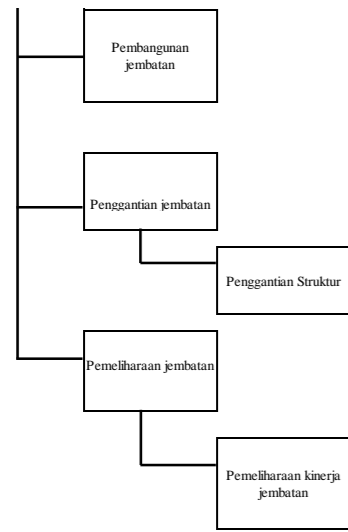 Pembangunan
jembatan
Penggantian jembatan
Penggantian Struktur
Pemeliharaan jembatan
Pemeliharaan kinerja
jembatan